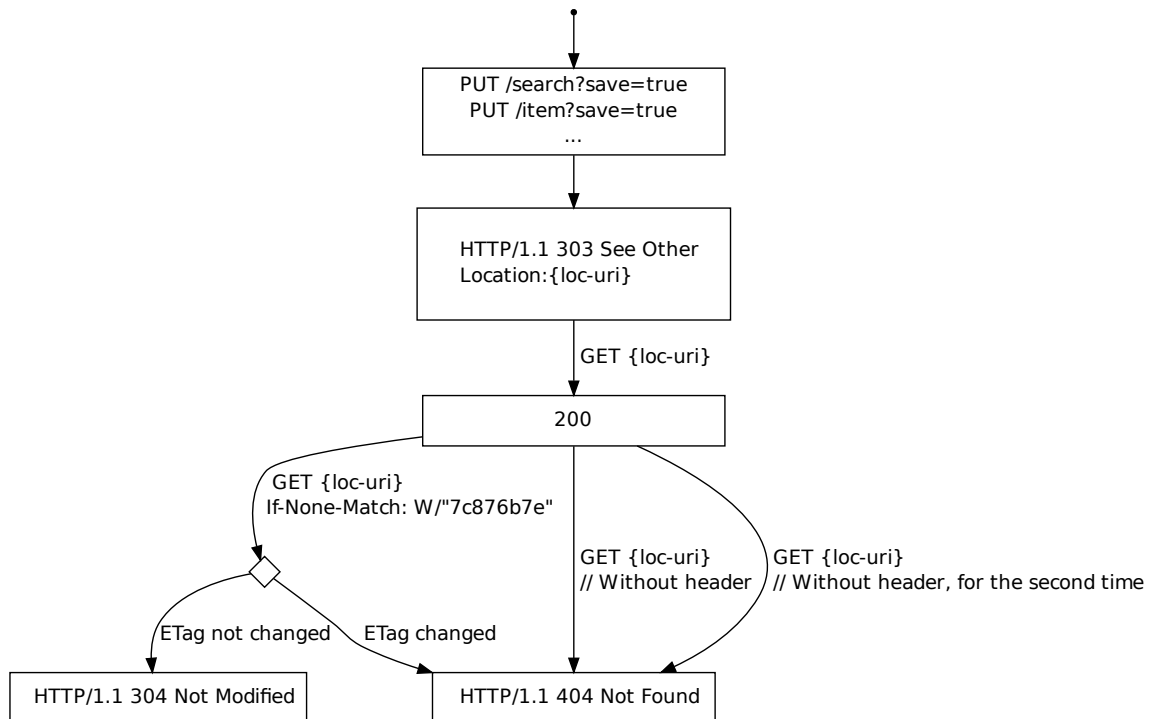 PUT /search?save=true
PUT /item?save=true
...
HTTP/1.1 303 See Other
Location:{loc-uri}
GET {loc-uri}
200
GET {loc-uri}
If-None-Match: W/"7c876b7e"
GET {loc-uri}
// Without header
GET {loc-uri}
// Without header, for the second time
ETag not changed
ETag changed
HTTP/1.1 304 Not Modified
HTTP/1.1 404 Not Found